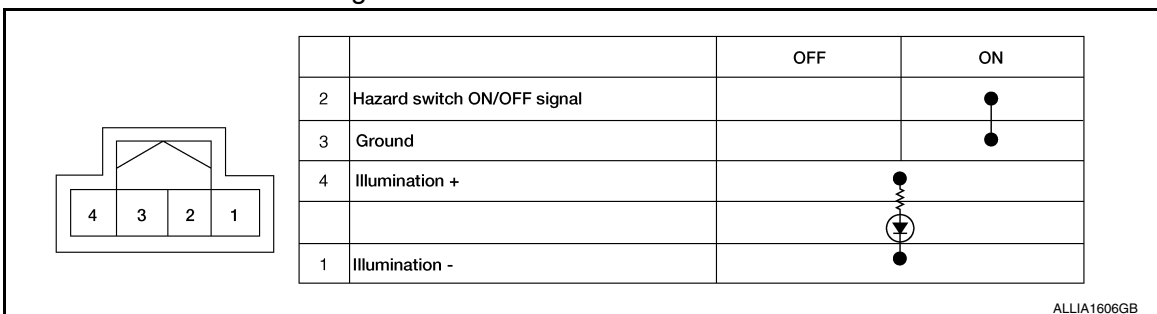 OFF ON
2 Hazard switch ON/OFF signal
3 Ground
4 Illumination +
1 Illumination -
4 3 2 1
ALLIA1606GB